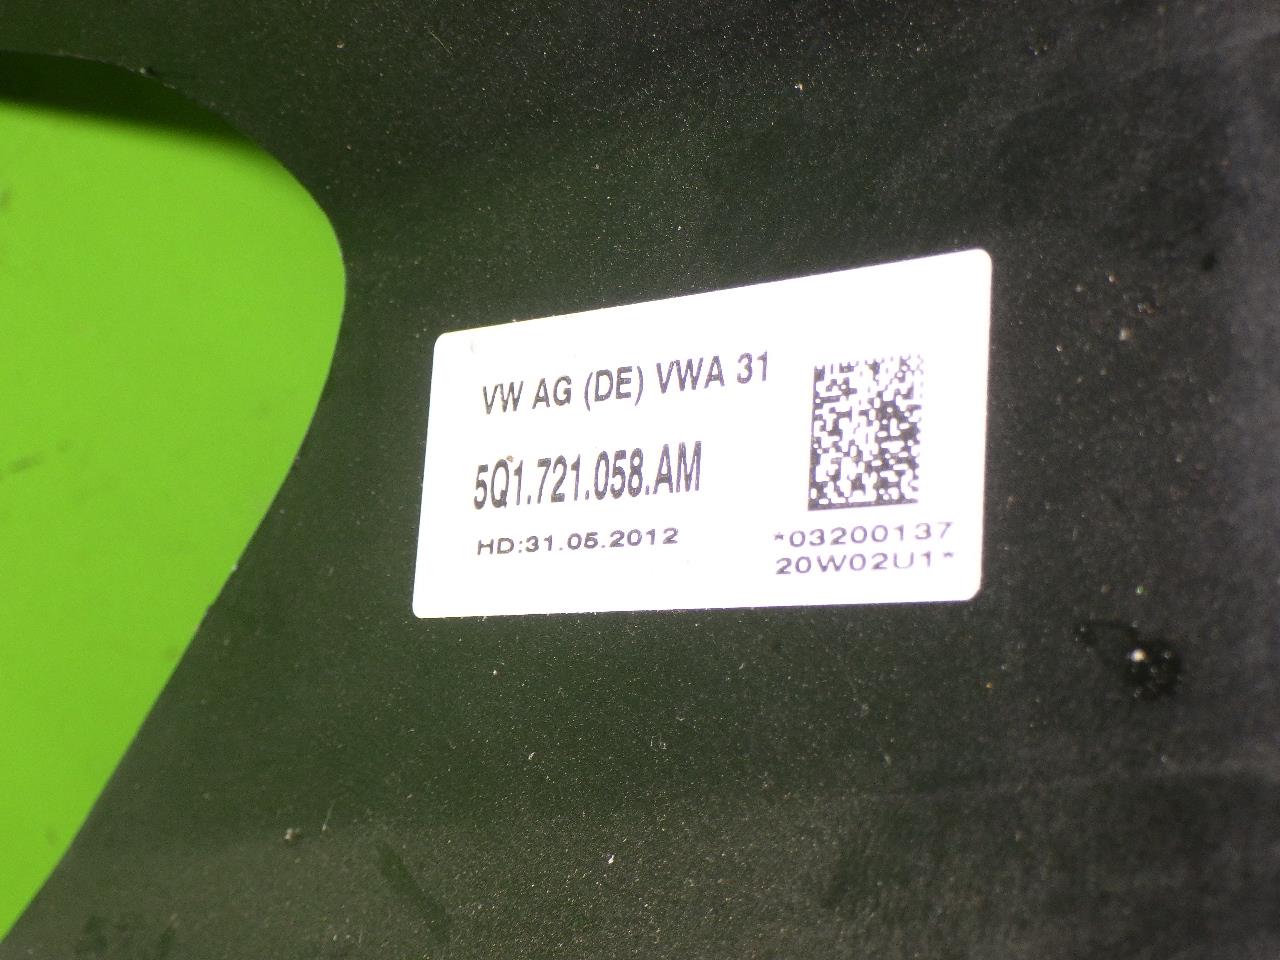 VW AG (DE) VWA 31
5Q1.721.058.AM
HD:31.05.2012
*03200137
20W02U1*